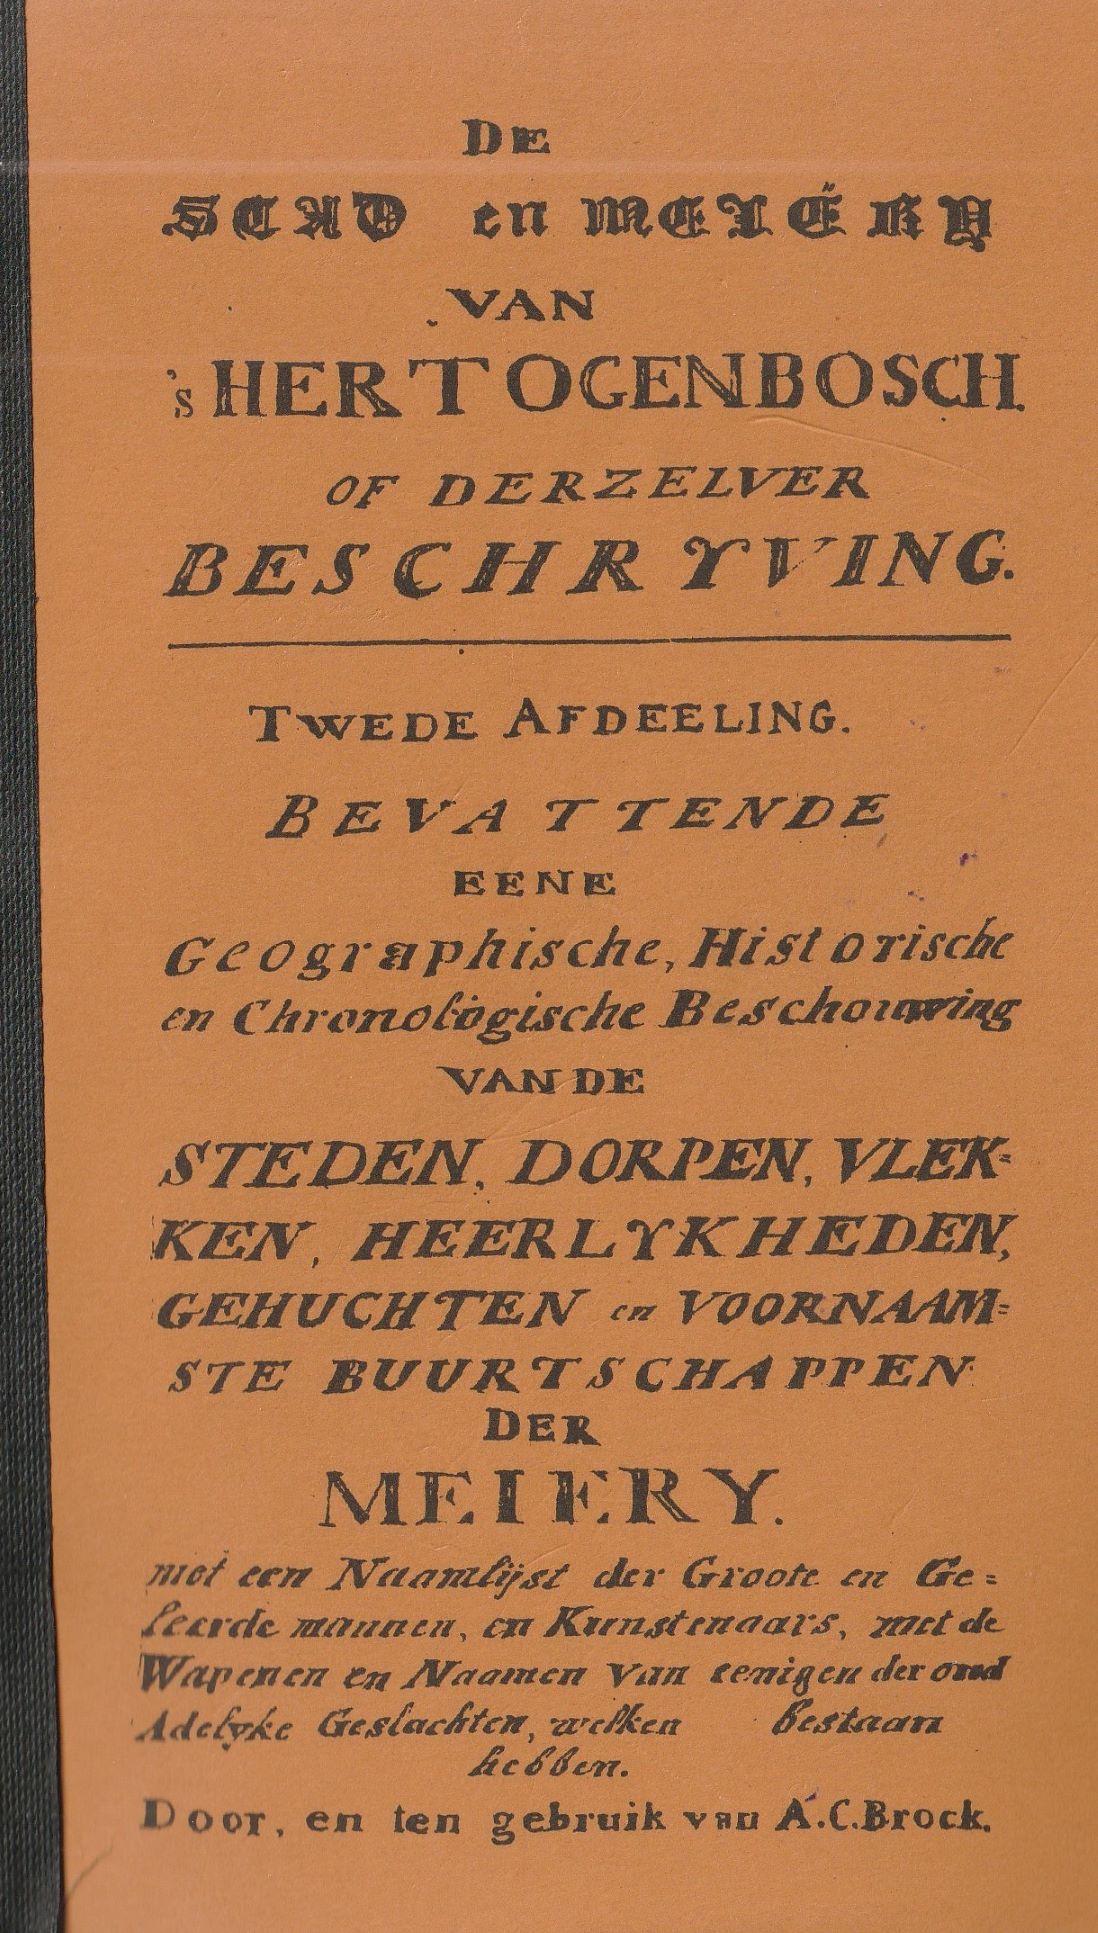 DE
STAD en MEIËRY
VAN
'sHERTOGENBOSCH.
OF DERZELVER
BESCHRYVING.
TWEDE AFDEELING.
BEVATTENDE
EENE
Geographische, Historische
en Chronologische Beschouwing
VAN DE
STEDEN, DORPEN, VLEK=
KEN, HEERLYKHEDEN,
GEHUCHTEN en VOORNAAM=
STE BUURTSCHAPPEN
DER
MEIERY.
met een Naamlijst der Groote en Ge=
leerde mannen, en Kunstenaars, met de
Wapenen en Naamen van eenigen der oud
Adelyke Geslachten, welken bestaan
hebben.
Door, en ten gebruik van A.C.Brock.